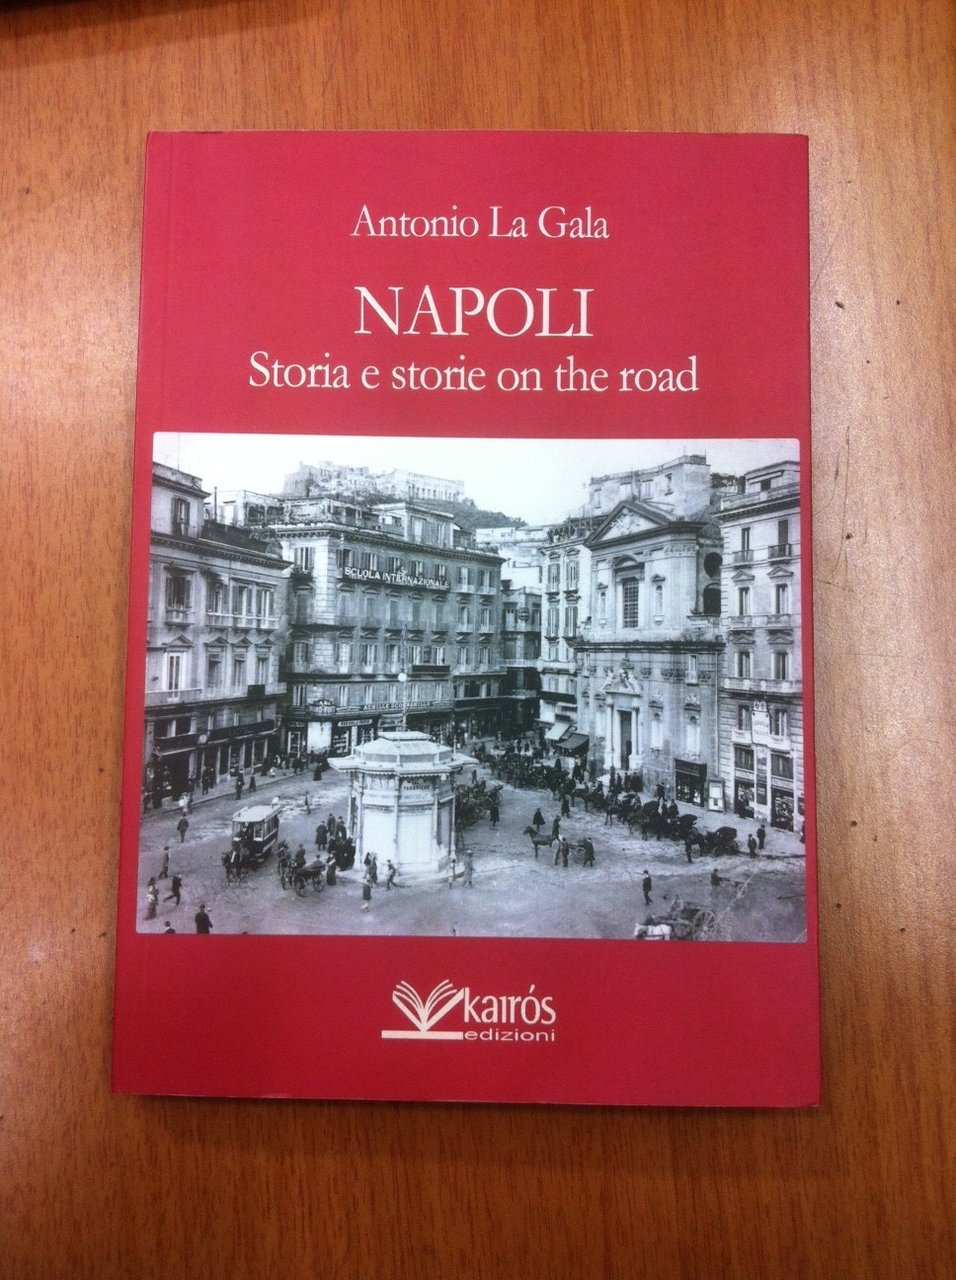 Antonio La Gala
NAPOLI
Storia e storie on the road
SCUOLA INTERNAZIONALE
kairós
edizioni